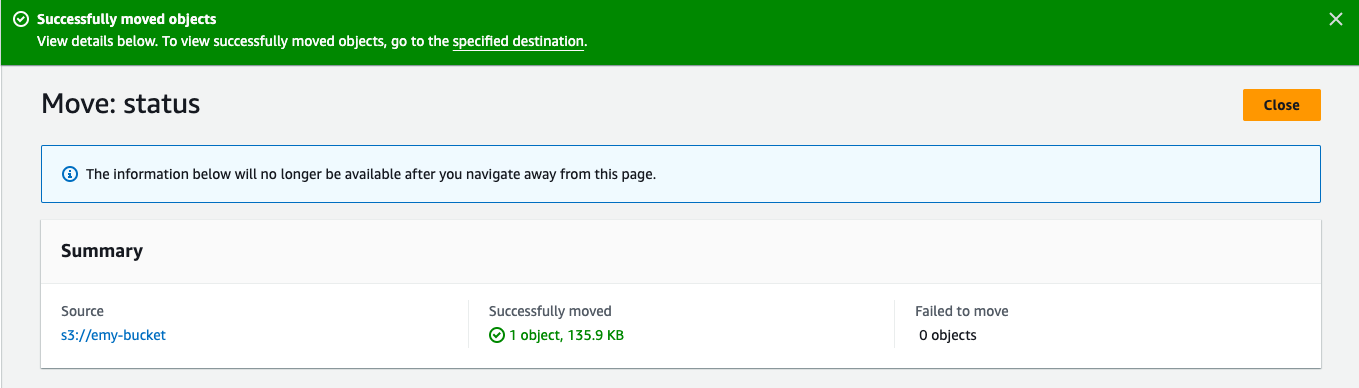 Successfully moved objects
View details below. To view successfully moved objects, go to the specified destination.
Move: status
Close
The information below will no longer be available after you navigate away from this page.
Summary
Source
s3://emy-bucket
Successfully moved
1 object, 135.9 KB
Failed to move
0 objects